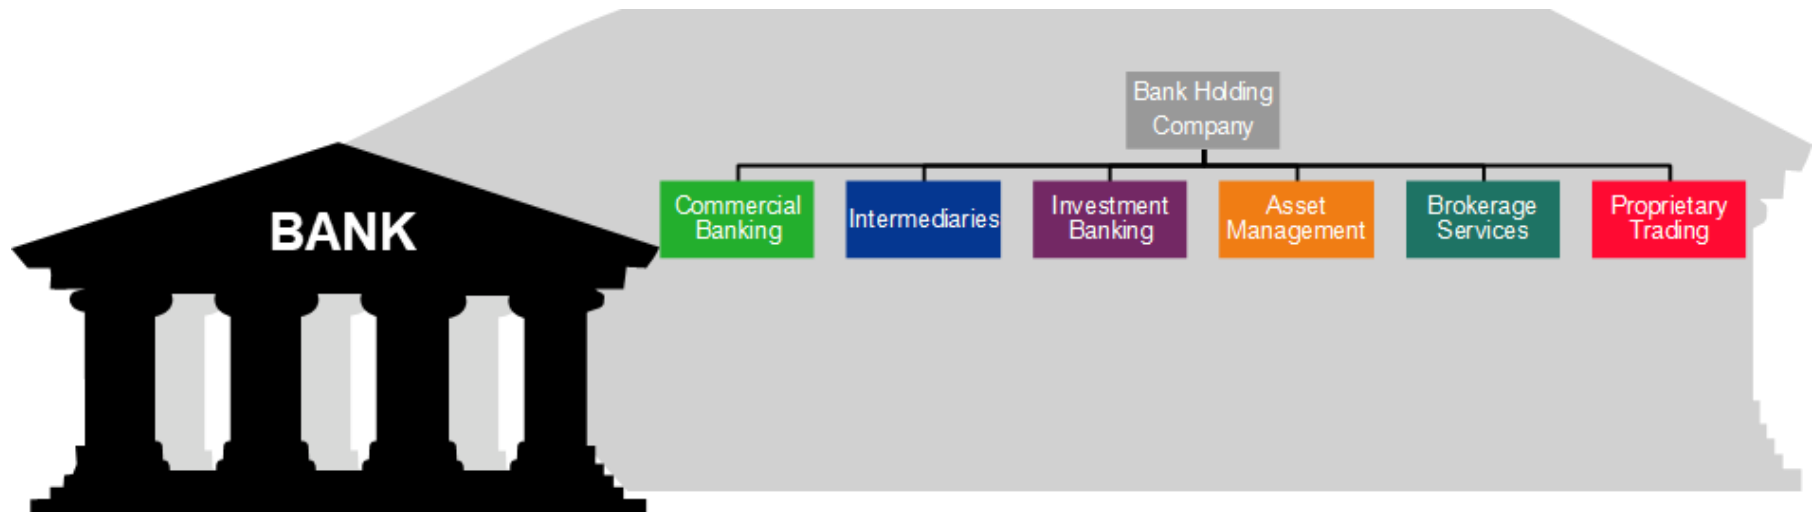 Bank Holding
Company
BANK
Commercial
Banking
Intermediaries
Investment
Banking
Asset
Management
Brokerage
Services
Proprietary
Trading